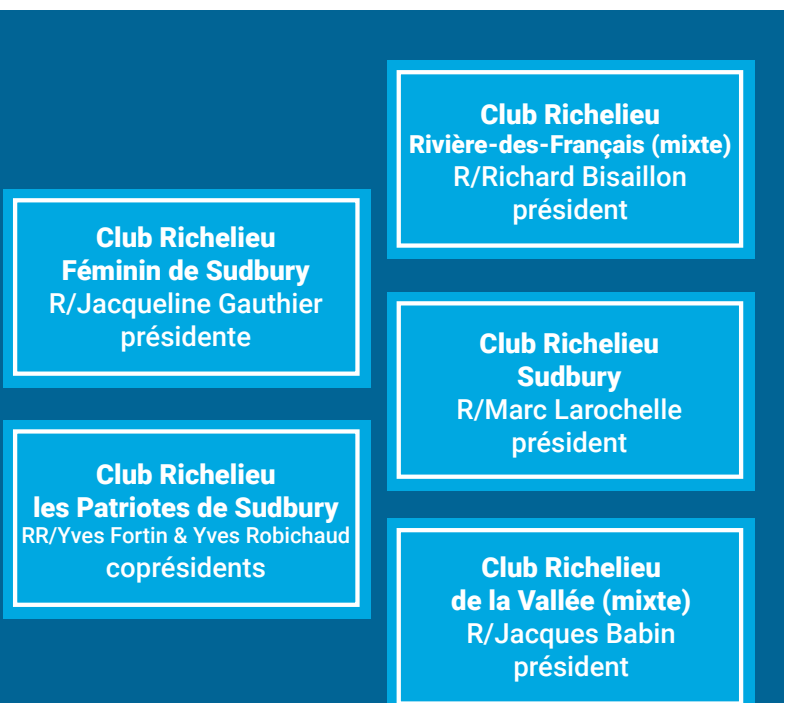 Club Richelieu
Féminin de Sudbury
R/Jacqueline Gauthier
présidente
Club Richelieu
les Patriotes de Sudbury
RR/Yves Fortin & Yves Robichaud
coprésidents
Club Richelieu
Rivière-des-Français (mixte)
R/Richard Bisaillon
président
Club Richelieu
Sudbury
R/Marc Larochelle
président
Club Richelieu
de la Vallée (mixte)
R/Jacques Babin
président